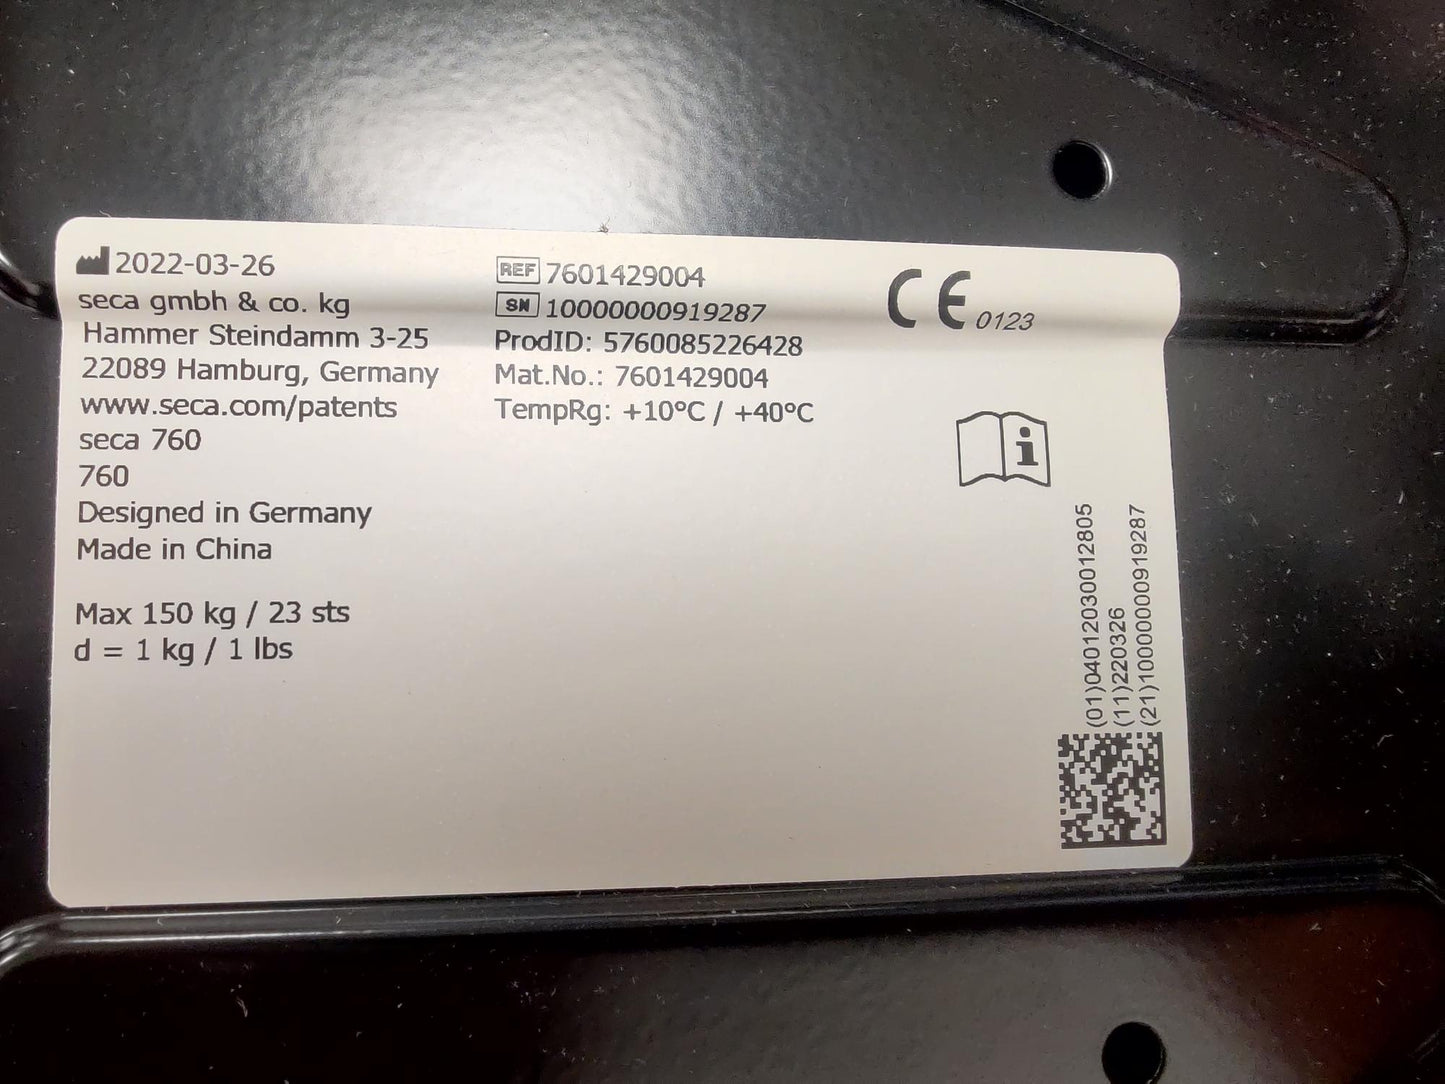 2022-03-26
seca gmbh & co. kg
Hammer Steindamm 3-25
22089 Hamburg, Germany
www.seca.com/patents
seca 760
760
Designed in Germany
Made in China
Max 150 kg / 23 sts
d = 1 kg / 1 lbs
REF 7601429004
SN 10000000919287
ProdID: 5760085226428
Mat.No.: 7601429004
TempRg: +10°C / +40°C
CE 0123
i
(01)04012030012805
(11)220326
(21)10000000919287